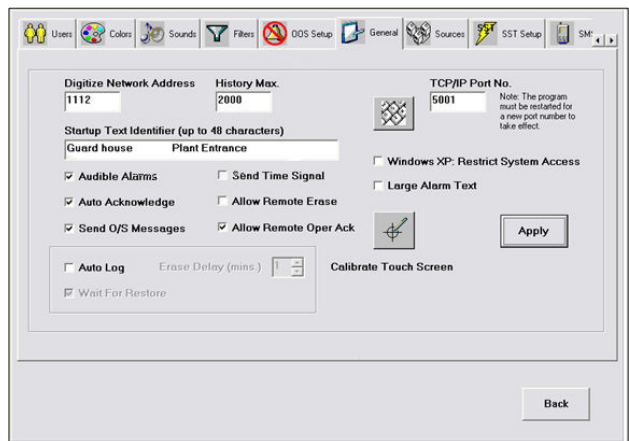 Users Colors Sounds Filters OOS Setup General Sources SST SST Setup
Digitize Network Address History Max. TCP/IP Port No.
1112 2000 5001
Note: The program
must be restarted for
a new port number to
take effect.
Startup Text Identifier (up to 48 characters)
Guard house Plant Entrance
Windows XP: Restrict System Access
Audible Alarms Send Time Signal
Large Alarm Text
Auto Acknowledge Allow Remote Erase
Send O/S Messages Allow Remote Oper Ack
Apply
Auto Log Erase Delay (mins.) 1 Calibrate Touch Screen
Wait For Restore
Back